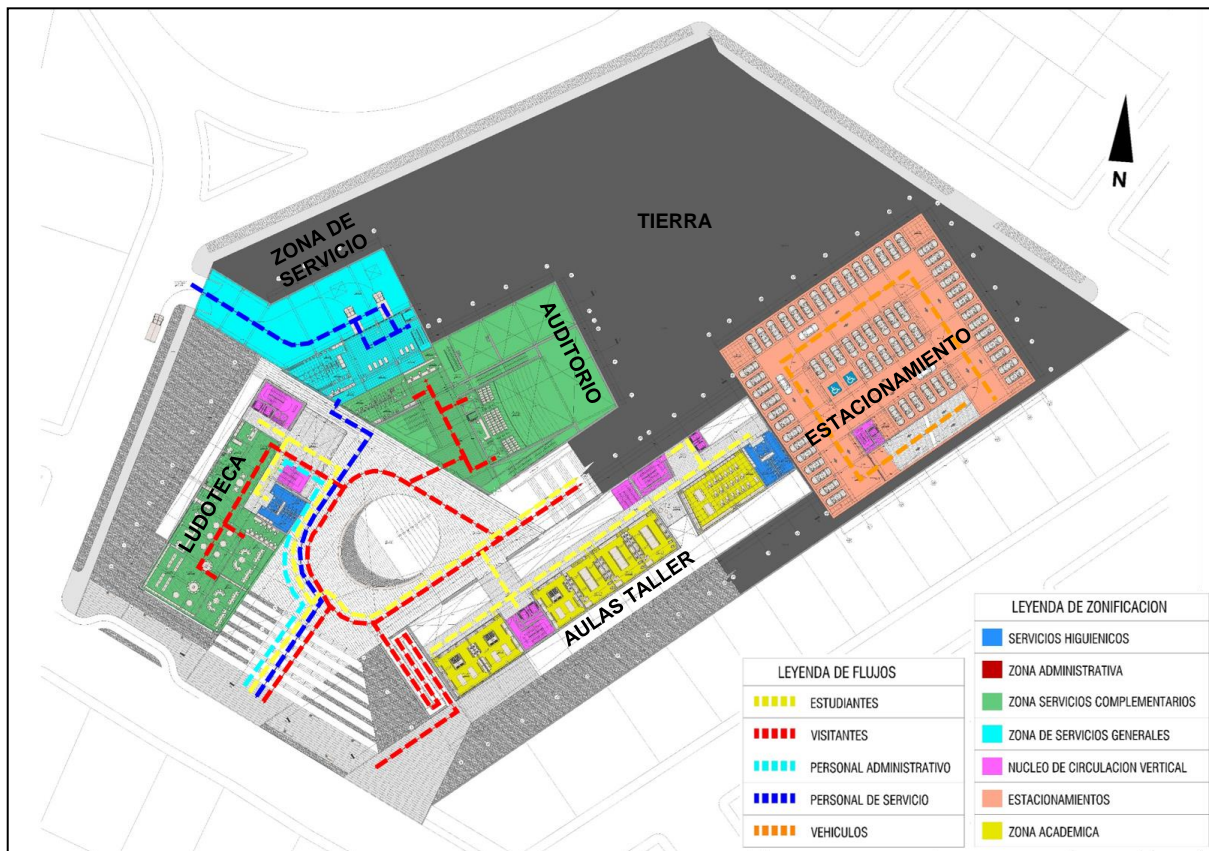 ZONA DE
SERVICIO
TIERRA
N
AUDITORIO
ESTACIONAMIENTO
LUDOTECA
AULAS TALLER
LEYENDA DE FLUJOS
ESTUDIANTES
VISITANTES
PERSONAL ADMINISTRATIVO
PERSONAL DE SERVICIO
VEHICULOS
LEYENDA DE ZONIFICACION
SERVICIOS HIGUIENICOS
ZONA ADMINISTRATIVA
ZONA SERVICIOS COMPLEMENTARIOS
ZONA DE SERVICIOS GENERALES
NUCLEO DE CIRCULACION VERTICAL
ESTACIONAMIENTOS
ZONA ACADEMICA